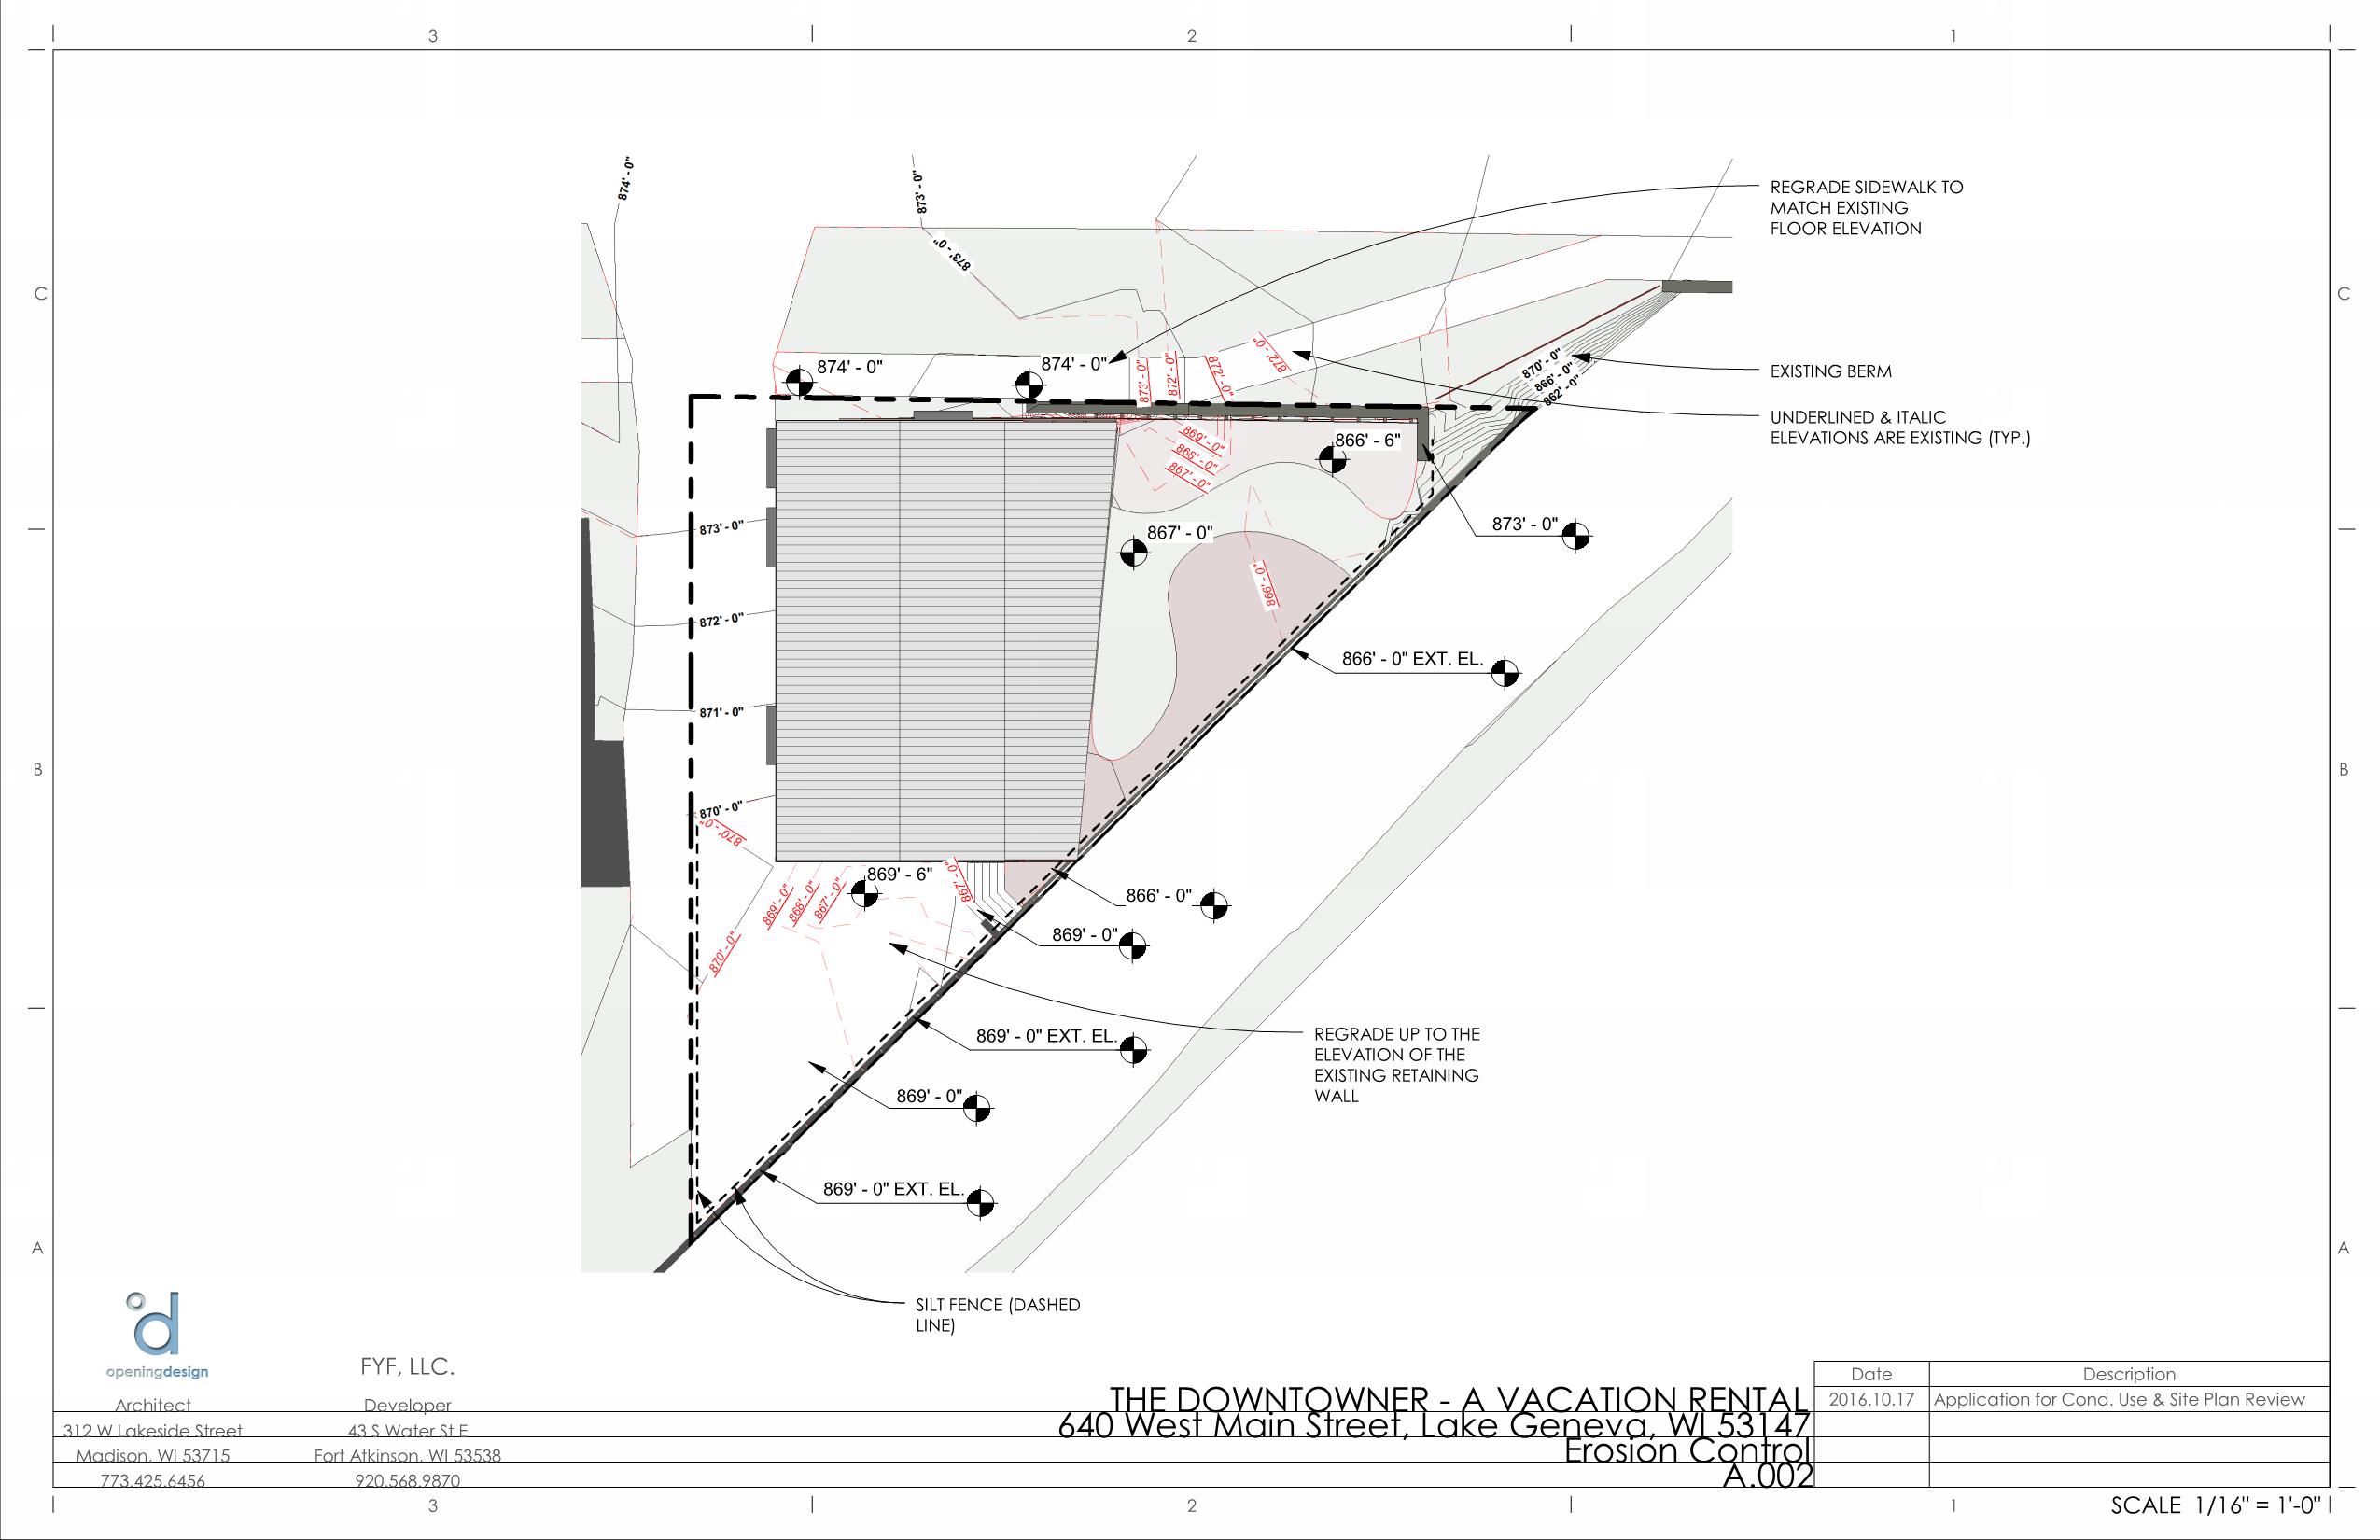 3
2
1
874' - 0"
873' - 0"
873' - 0"
REGRADE SIDEWALK TO
MATCH EXISTING
FLOOR ELEVATION
C
C
874' - 0"
874' - 0"
873' - 0"
872' - 0"
872' - 0"
872' - 0"
870' - 0"
866' - 0"
862' - 0"
EXISTING BERM
UNDERLINED & ITALIC
ELEVATIONS ARE EXISTING (TYP.)
869' - 0"
868' - 0"
867' - 0"
866' - 6"
873' - 0"
867' - 0"
873' - 0"
866' - 0"
872' - 0"
866' - 0" EXT. EL.
871' - 0"
B
B
870' - 0"
870' - 0"
869' - 6"
867' - 0"
869' - 0"
868' - 0"
867' - 0"
866' - 0"
870' - 0"
869' - 0"
869' - 0" EXT. EL.
REGRADE UP TO THE
ELEVATION OF THE
EXISTING RETAINING
WALL
869' - 0"
869' - 0" EXT. EL.
A
A
SILT FENCE (DASHED
LINE)
openingdesign
Architect
312 W Lakeside Street
Madison, WI 53715
773.425.6456
FYF, LLC.
Developer
43 S Water St E
Fort Atkinson, WI 53538
920.568.9870
THE DOWNTOWNER - A VACATION RENTAL
640 West Main Street, Lake Geneva, WI 53147
Erosion Control
A.002
Date Description
2016.10.17 Application for Cond. Use & Site Plan Review
3
2
1
SCALE 1/16" = 1'-0"